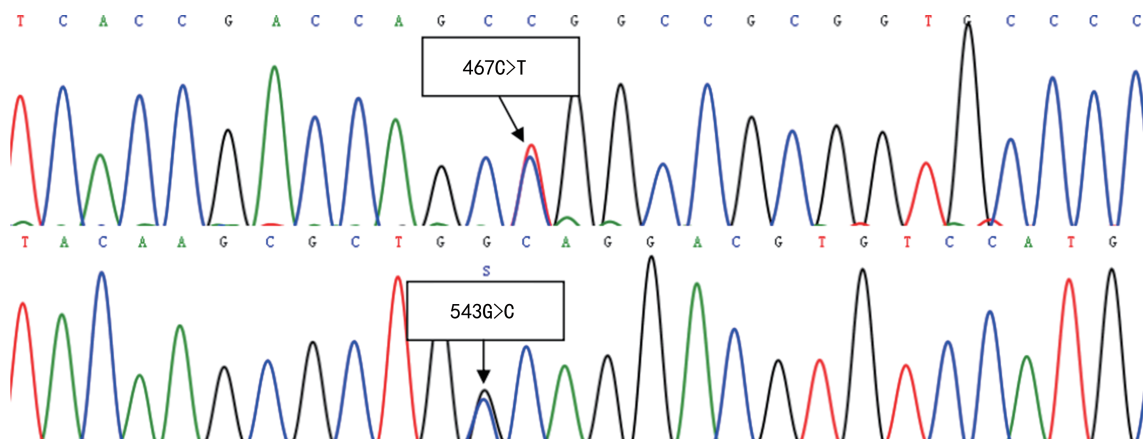 T C A C C G A C C A G C C G G C C G C G G T G C C C C
467C>T
T A C A A G C G C T G G C A G G A C G T G T C C A T G
S
543G>C